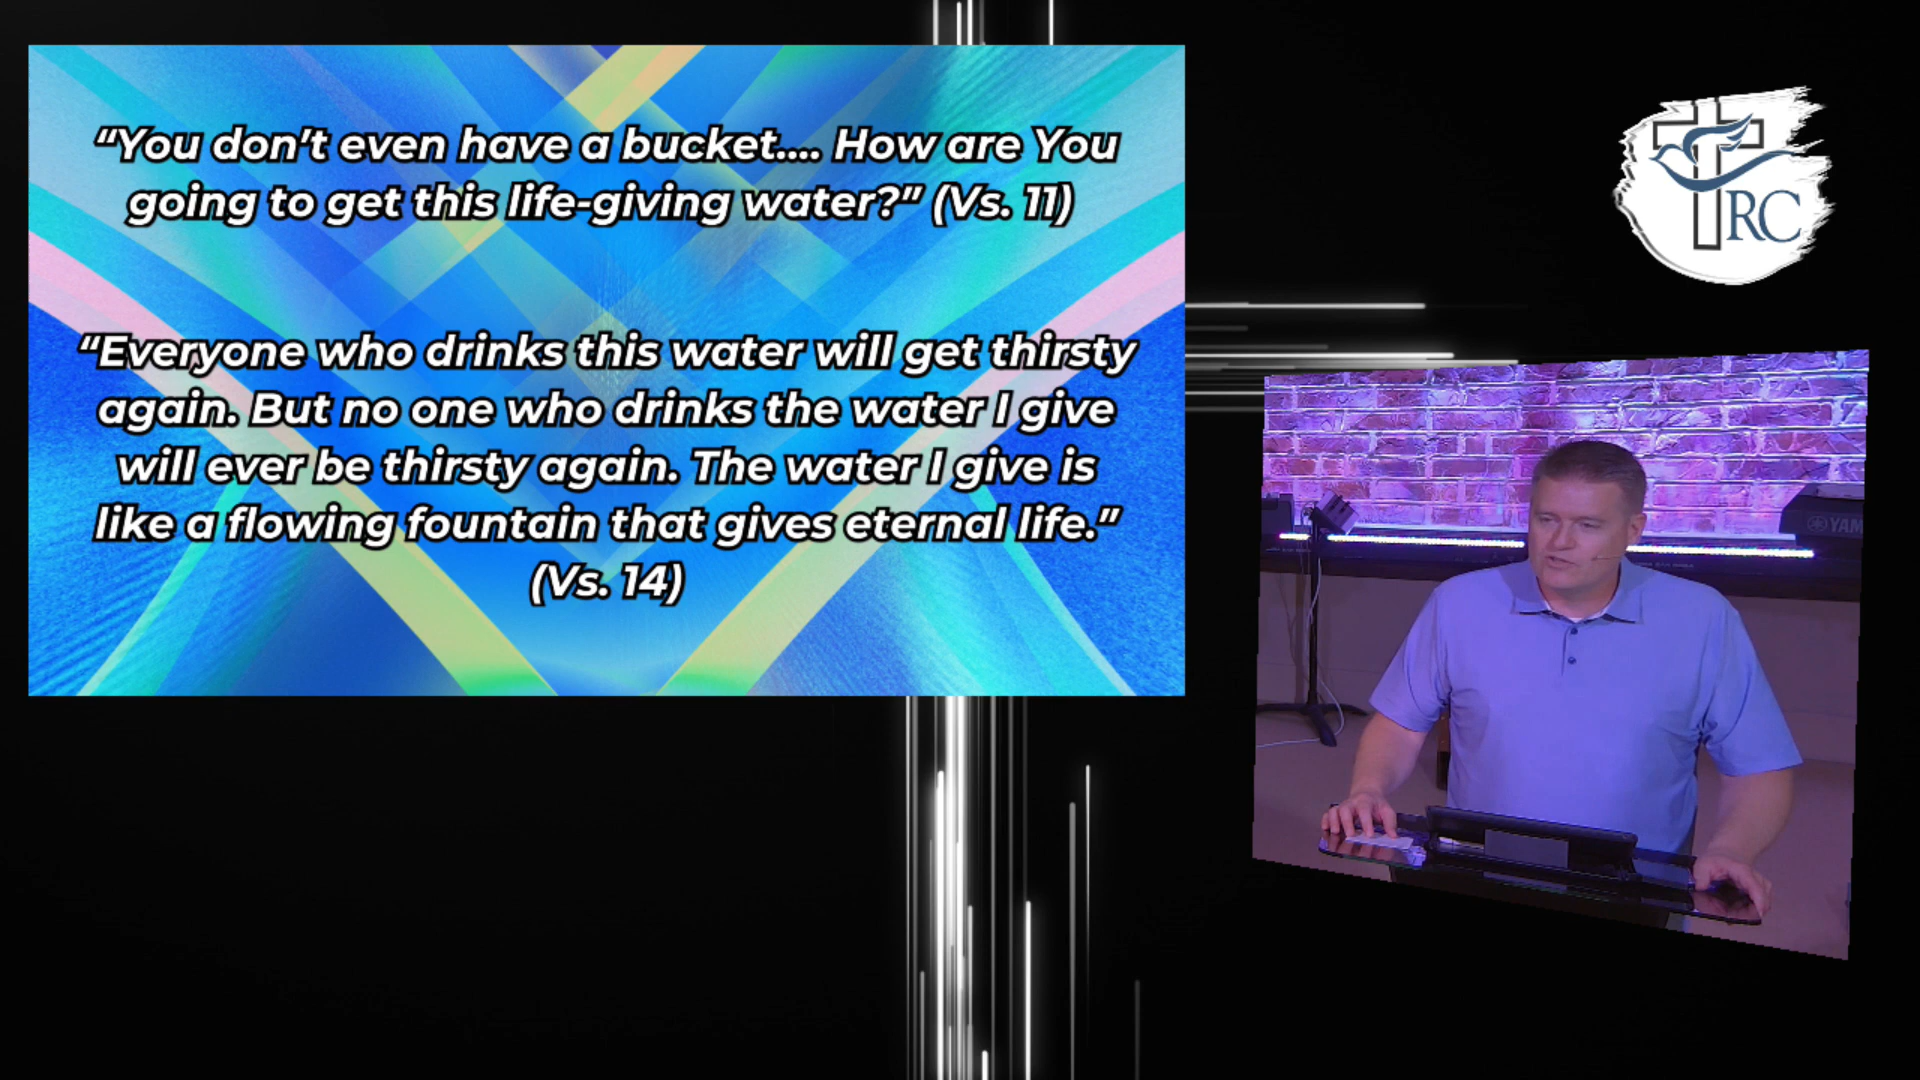 “You don’t even have a bucket.... How are You
going to get this life-giving water?” (Vs. 11)
“Everyone who drinks this water will get thirsty
again. But no one who drinks the water I give
will ever be thirsty again. The water I give is
like a flowing fountain that gives eternal life.”
(Vs. 14)
RC
YAM